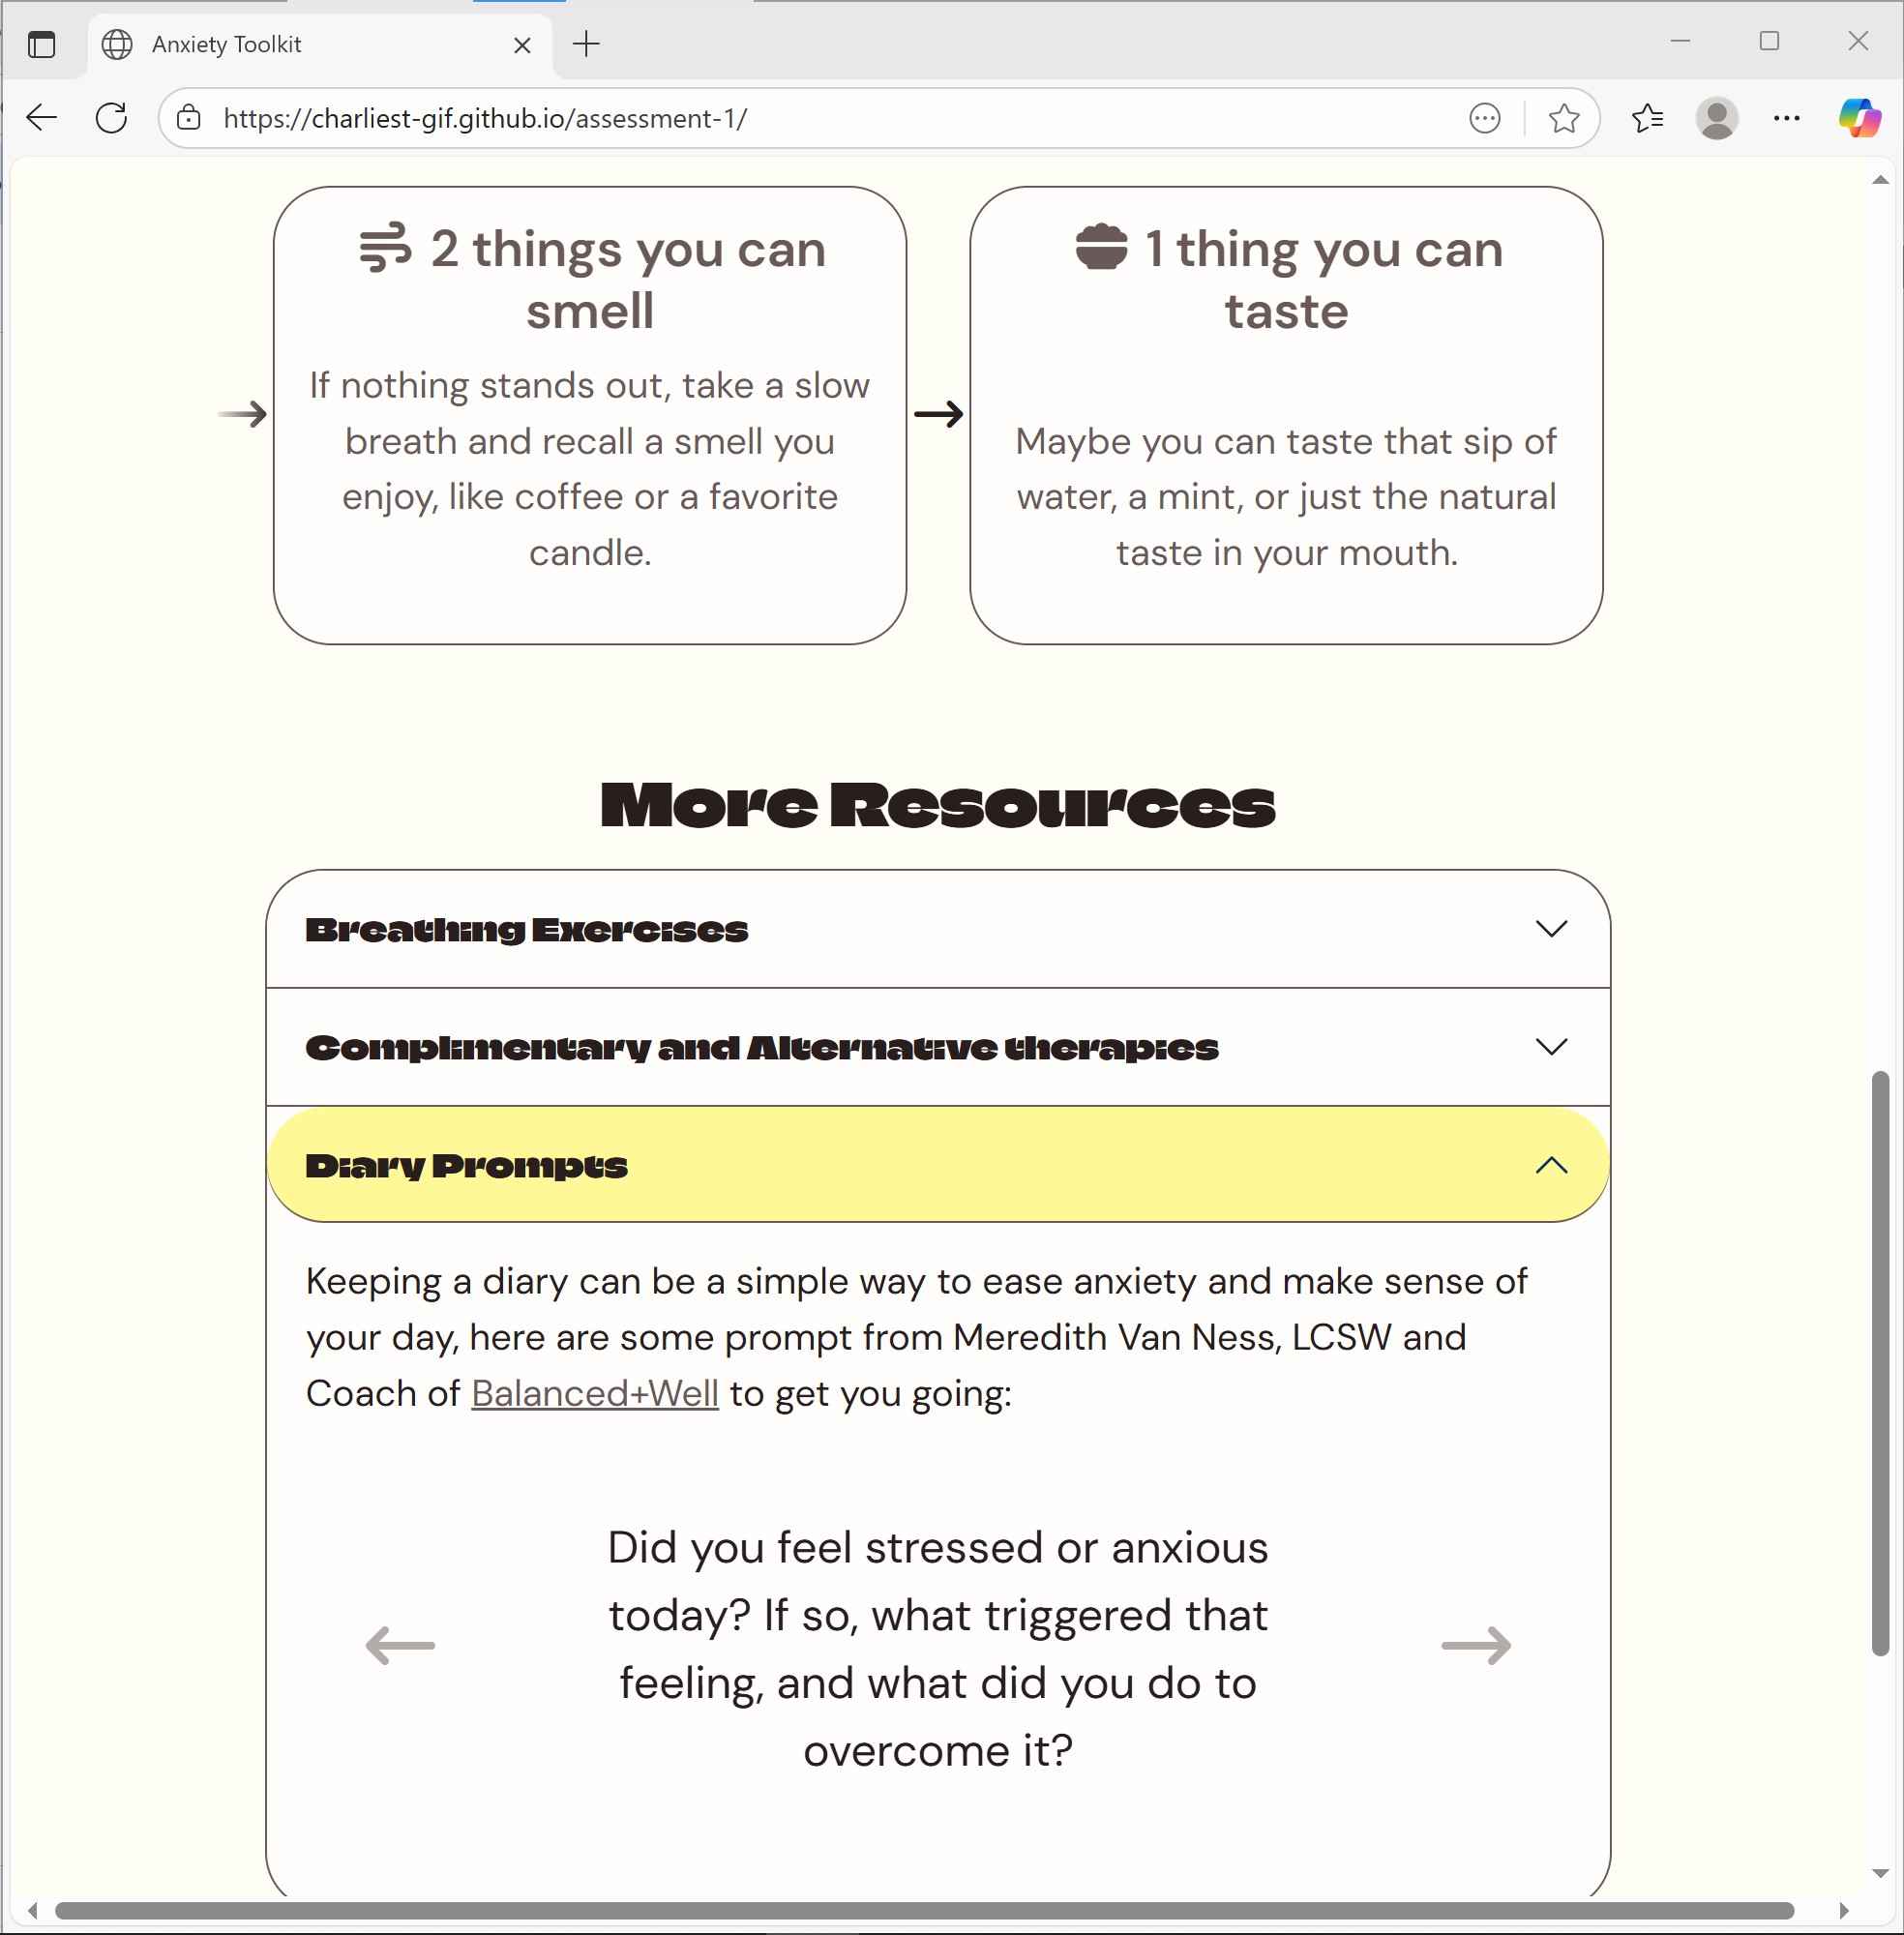 Anxiety Toolkit
https://charliest-gif.github.io/assessment-1/
2 things you can
smell
If nothing stands out, take a slow
breath and recall a smell you
enjoy, like coffee or a favorite
candle.
1 thing you can
taste
Maybe you can taste that sip of
water, a mint, or just the natural
taste in your mouth.
More Resources
Breathing Exercises
Complimentary and Alternative therapies
Diary Prompts
Keeping a diary can be a simple way to ease anxiety and make sense of
your day, here are some prompt from Meredith Van Ness, LCSW and
Coach of Balanced+Well to get you going:
Did you feel stressed or anxious
today? If so, what triggered that
feeling, and what did you do to
overcome it?